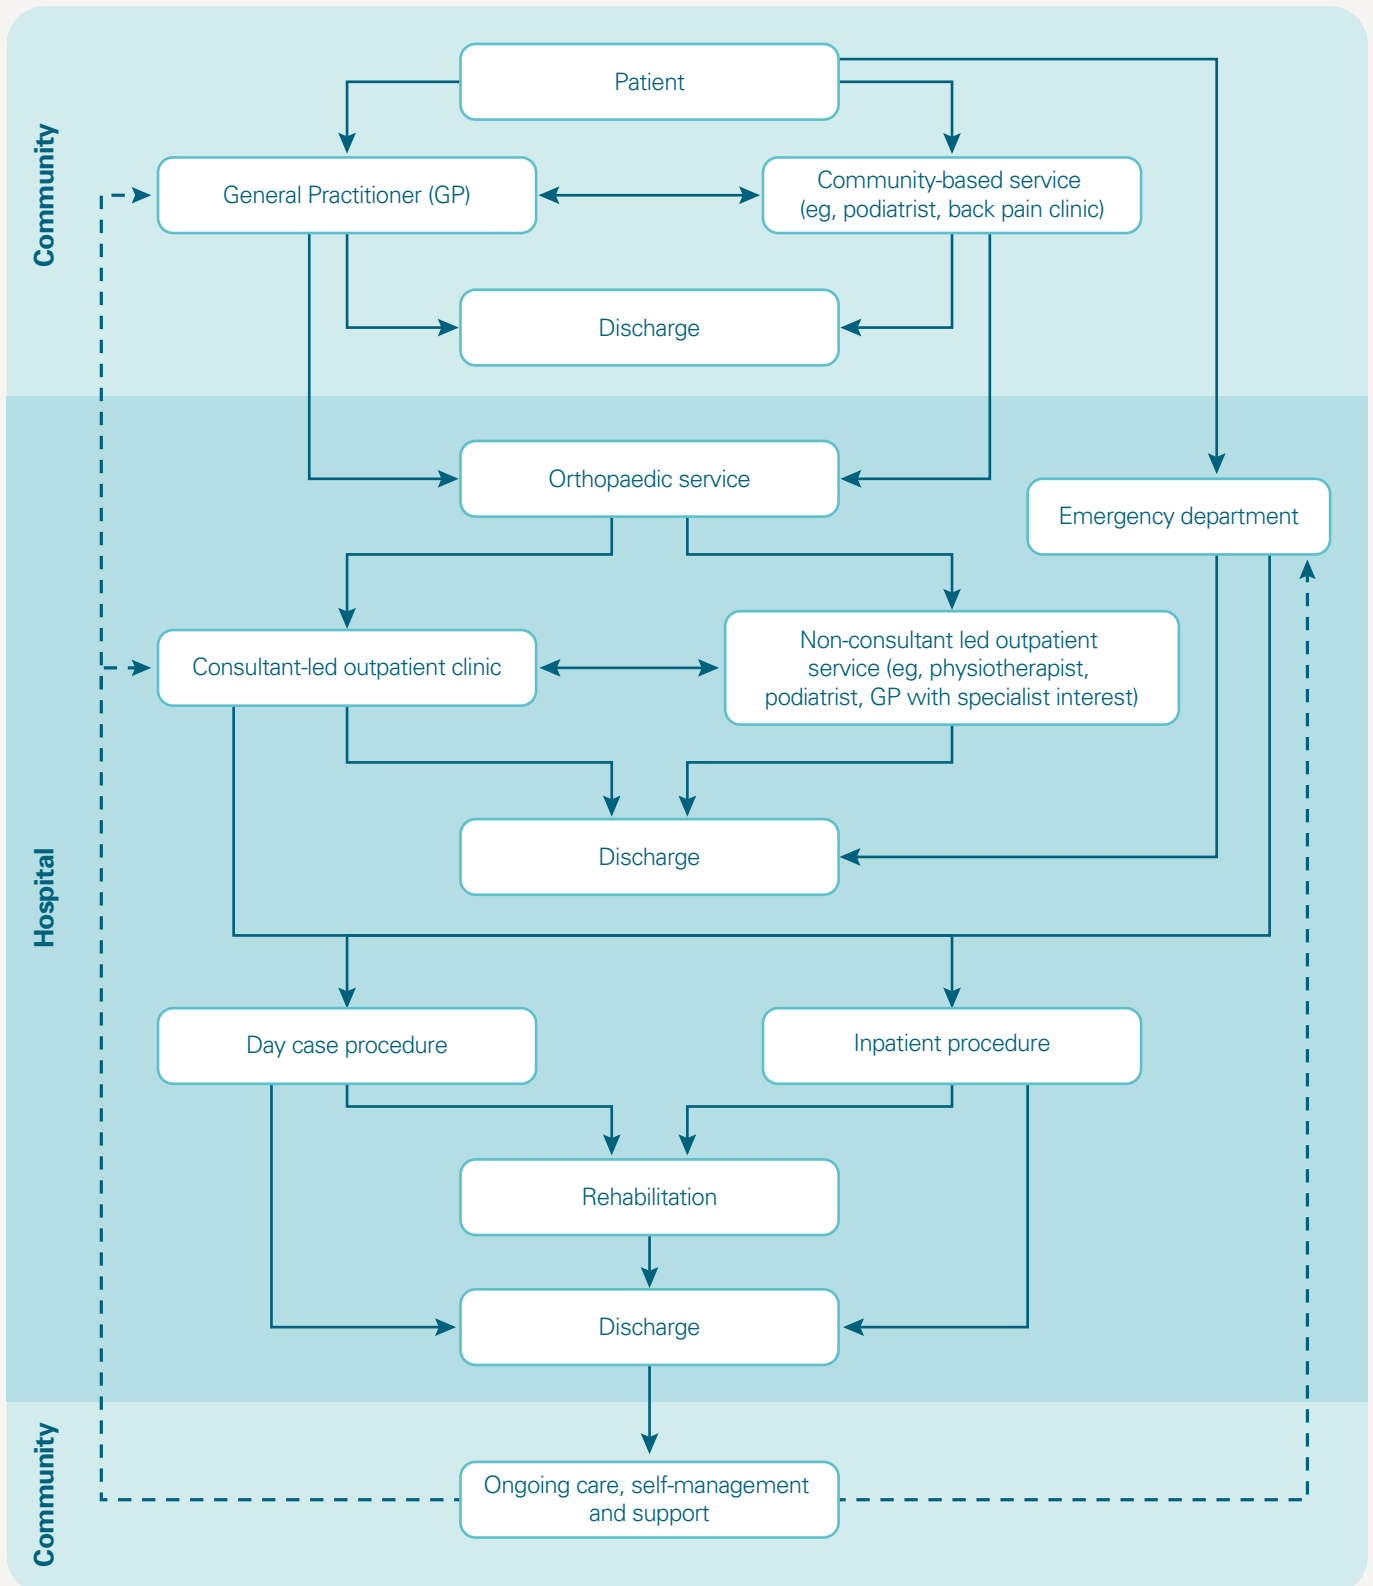 Community
Patient
General Practitioner (GP)
Community-based service
(eg, podiatrist, back pain clinic)
Discharge
Hospital
Orthopaedic service
Emergency department
Consultant-led outpatient clinic
Non-consultant led outpatient
service (eg, physiotherapist,
podiatrist, GP with specialist interest)
Discharge
Day case procedure
Inpatient procedure
Rehabilitation
Discharge
Community
Ongoing care, self-management
and support